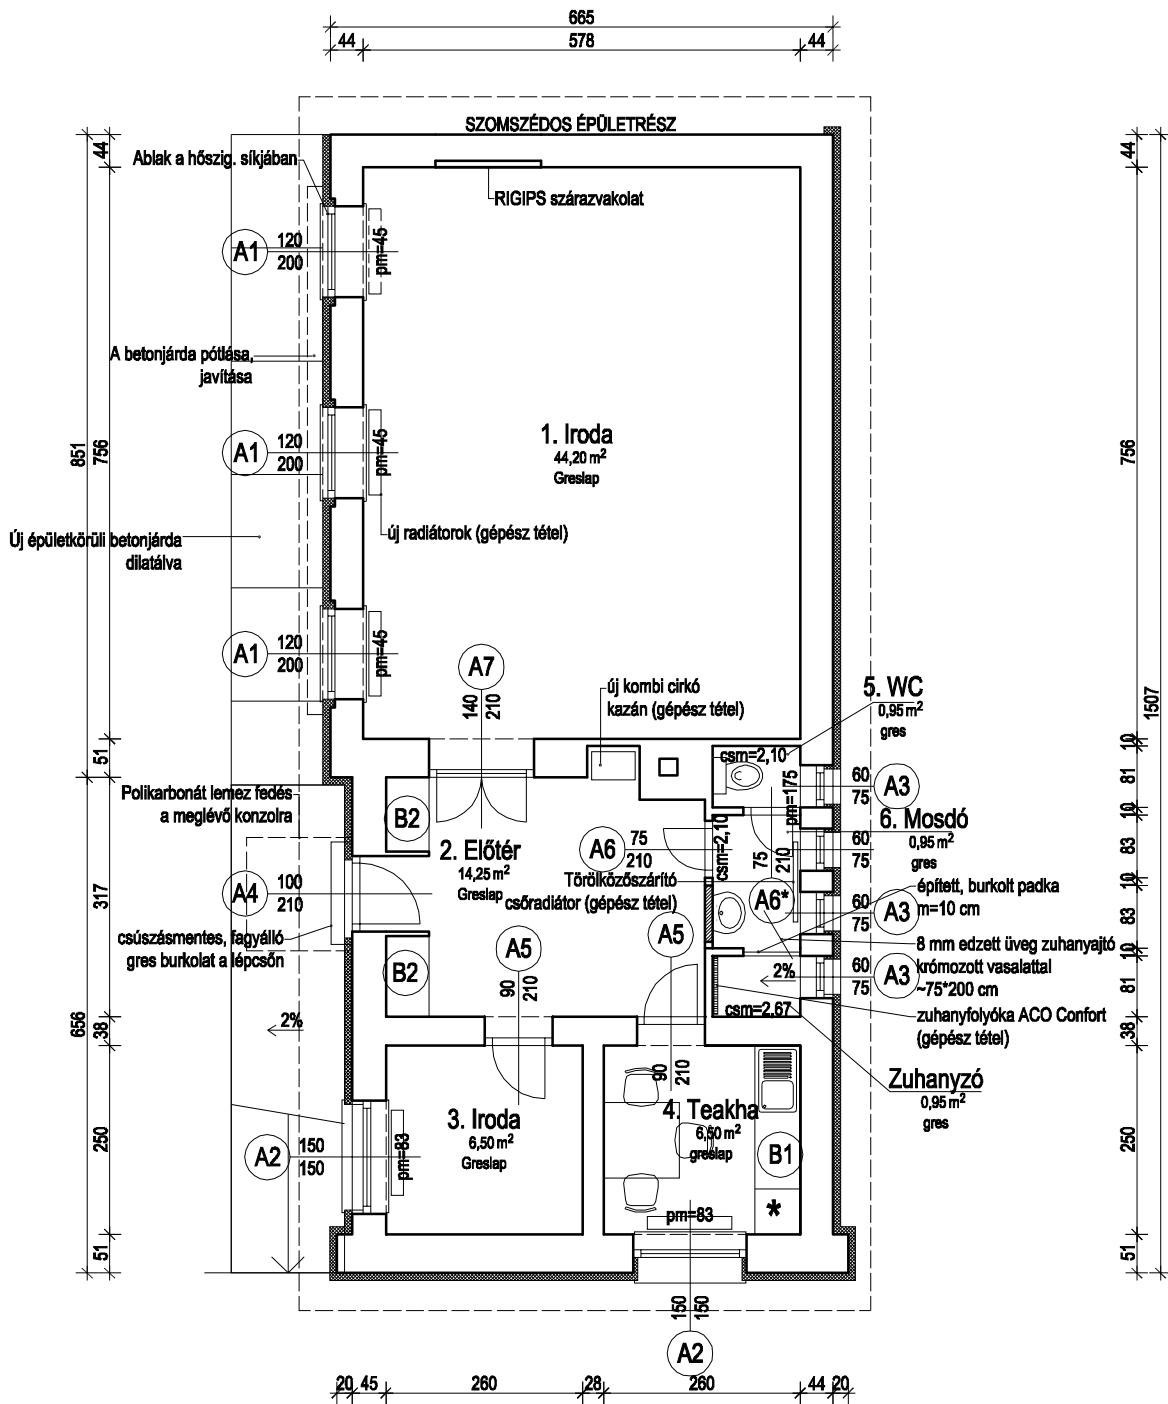 665
44 578 44
SZOMSZÉDOS ÉPÜLETRÉSZ
Ablak a hőszig. síkjában
RIGIPS szárazvakolat
A1 120
200
pm=45
A betonjárda pótlása,
javítása
A1 120
200
pm=45
1. Iroda
44,20 m²
Greslap
új radiátorok (gépész tétel)
Új épületkörüli betonjárda
dilatálva
A1 120
200
pm=45
A7
140
210
új kombi cirkó
kazán (gépész tétel)
5. WC
0,95 m²
gres
csm=2,10
pm=175
60
75
A3
Polikarbonát lemez fedés
a meglévő konzolra
B2
2. Előtér
14,25 m²
Greslap
A6 75
210
csm=2,10
75
210
6. Mosdó
0,95 m²
gres
60
75
A4 100
210
Törölközőszárító
csőradiátor (gépész tétel)
A6*
épített, burkolt padka
m=10 cm
60
75
A3
csúszásmentes, fagyálló
gres burkolat a lépcsőn
B2
A5
90
210
A5
90
210
8 mm edzett üveg zuhanyajtó
krómozott vasalattal
~75*200 cm
60
75
A3
2%
csm=2,67
zuhanyfolyóka ACO Confort
(gépész tétel)
2%
Zuhanyzó
0,95 m²
gres
3. Iroda
6,50 m²
Greslap
4. Teakha
6,50 m²
greslap
B1
*
A2 150
150
pm=83
pm=83
150
150
A2
44
756
51
317
38
250
51
851
656
44
756
10
81
10
83
10
83
10
81
38
250
51
1507
20 45 260 28 260 44 20